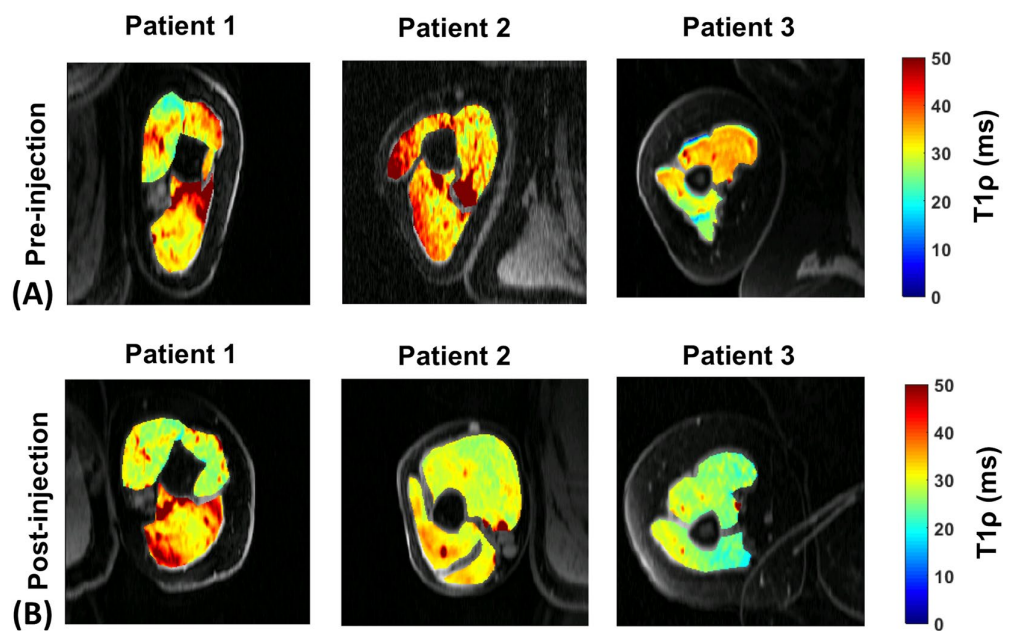 Patient 1
Patient 2
Patient 3
(A) Pre-injection
50
40
30
20
10
0
T1ρ (ms)
Patient 1
Patient 2
Patient 3
(B) Post-injection
50
40
30
20
10
0
T1ρ (ms)